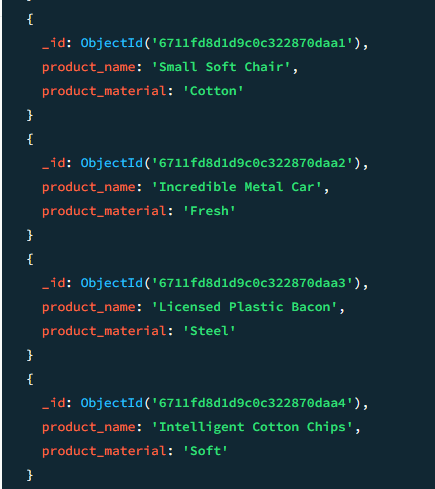 {
_id: ObjectId('6711fd8d1d9c0c322870daa1'),
product_name: 'Small Soft Chair',
product_material: 'Cotton'
}
{
_id: ObjectId('6711fd8d1d9c0c322870daa2'),
product_name: 'Incredible Metal Car',
product_material: 'Fresh'
}
{
_id: ObjectId('6711fd8d1d9c0c322870daa3'),
product_name: 'Licensed Plastic Bacon',
product_material: 'Steel'
}
{
_id: ObjectId('6711fd8d1d9c0c322870daa4'),
product_name: 'Intelligent Cotton Chips',
product_material: 'Soft'
}